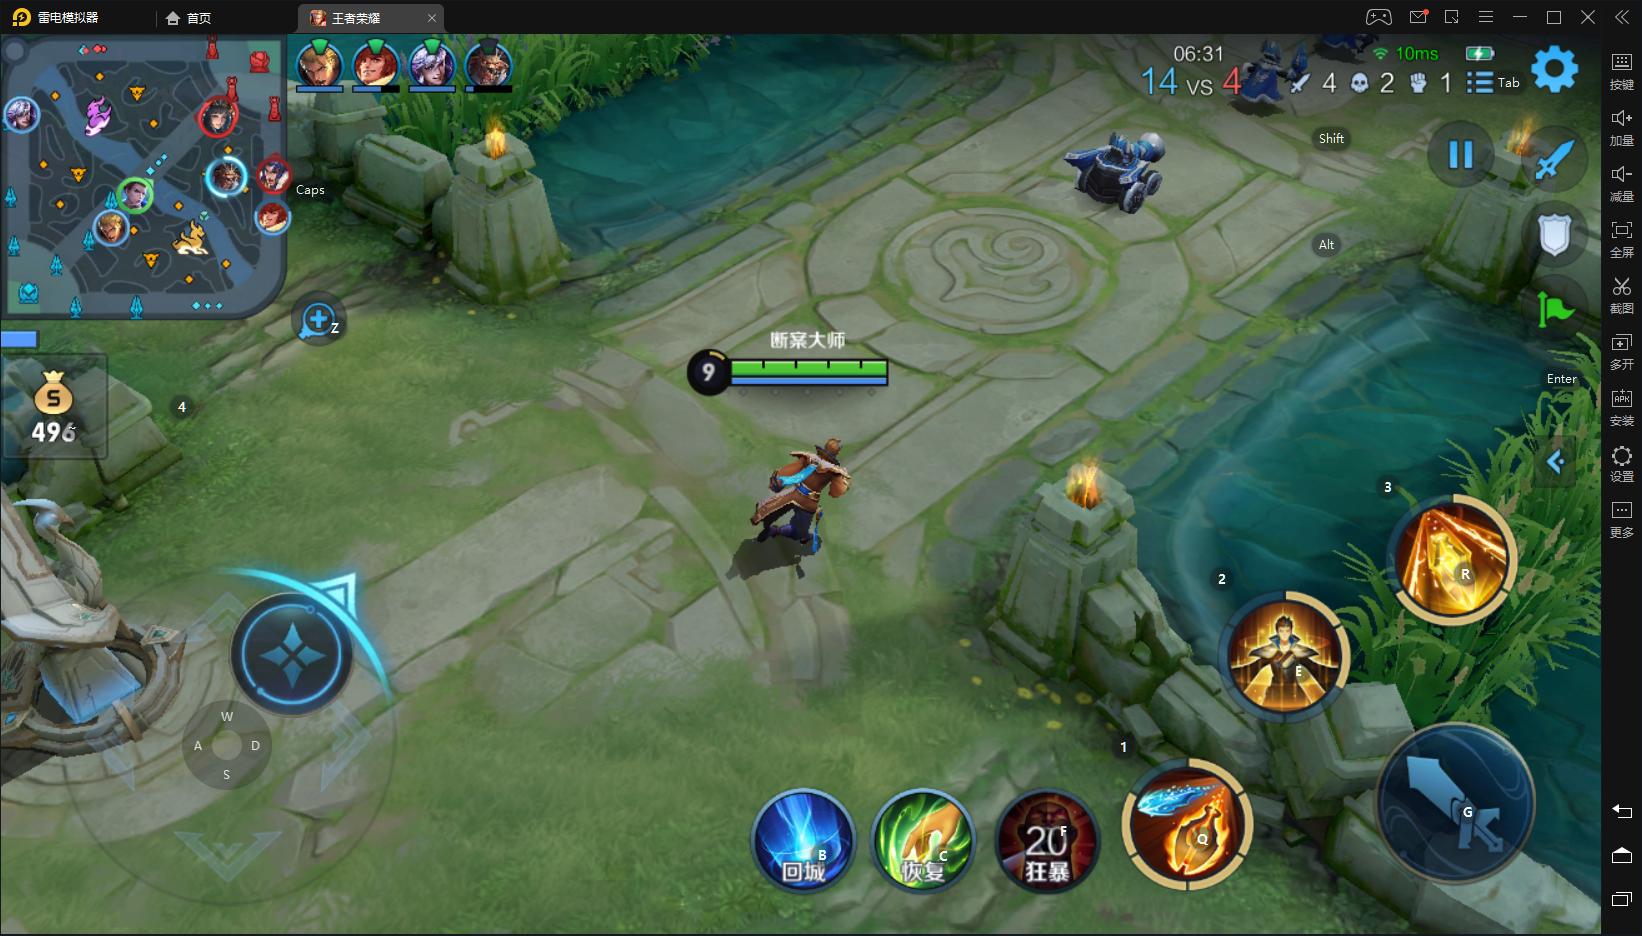 雷电模拟器
首页
王者荣耀
06:31
10ms
14 vs 4
4
2
1
Tab
Shift
Caps
Alt
Z
断案大师
9
496
4
Enter
3
R
2
E
W
A
D
S
1
Q
G
B
回城
C
恢复
20
F
狂暴
按键
加量
减量
全屏
截图
多开
APK
安装
设置
更多